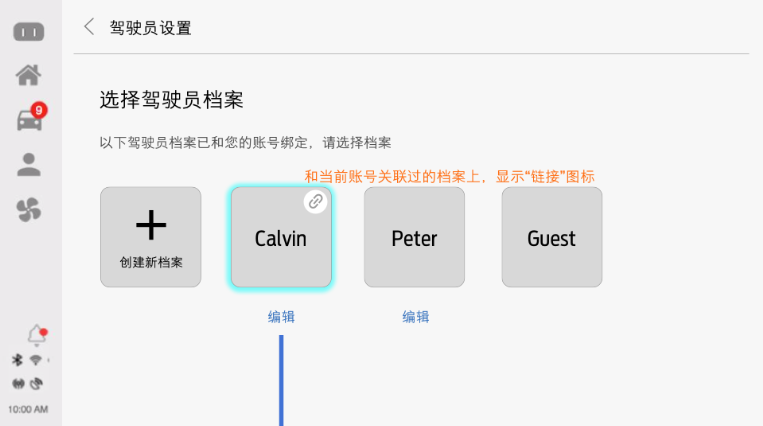 驾驶员设置
9
选择驾驶员档案
以下驾驶员档案已和您的账号绑定，请选择档案
和当前账号关联过的档案上，显示“链接”图标
创建新档案
Calvin
Peter
Guest
编辑
编辑
10:00 AM